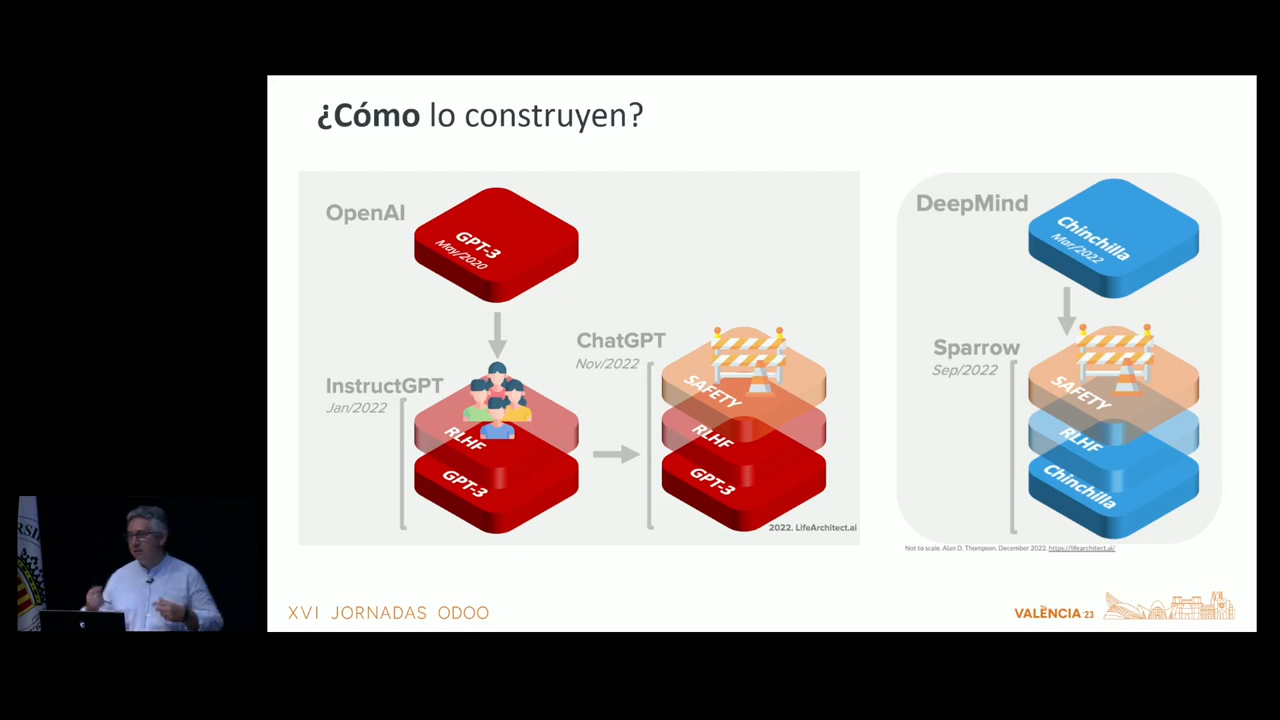 ¿Cómo lo construyen?
OpenAI
GPT-3
May/2020
InstructGPT
Jan/2022
RLHF
GPT-3
ChatGPT
Nov/2022
SAFETY
RLHF
GPT-3
2022. LifeArchitect.ai
DeepMind
Chinchilla
Mar/2022
Sparrow
Sep/2022
SAFETY
RLHF
Chinchilla
Not to scale. Alan D. Thompson. December 2022. https://lifearchitect.ai/
XVI JORNADAS ODOO
VALÈNCIA 23